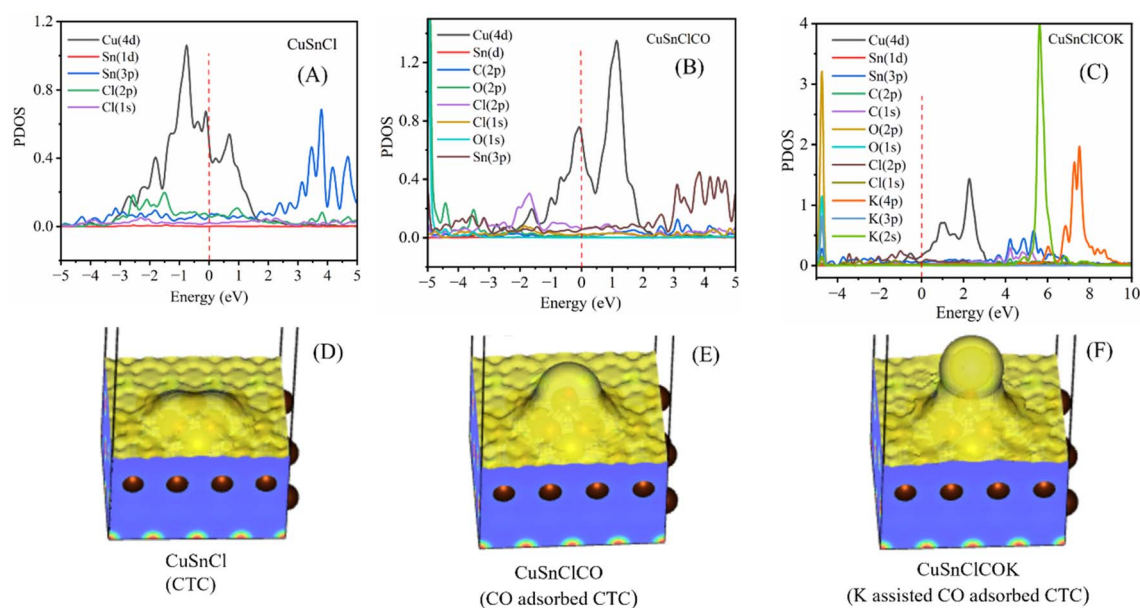 CuSnCl
(A)
Cu(4d)
Sn(1d)
Sn(3p)
Cl(2p)
Cl(1s)
PDOS
1.2
0.8
0.4
0.0
−5 −4 −3 −2 −1 0 1 2 3 4 5
Energy (eV)
CuSnClCO
(B)
Cu(4d)
Sn(d)
C(2p)
O(2p)
Cl(2p)
Cl(1s)
O(1s)
Sn(3p)
PDOS
1.5
1.0
0.5
0.0
−5 −4 −3 −2 −1 0 1 2 3 4 5
Energy (eV)
CuSnClCOK
(C)
Cu(4d)
Sn(1d)
Sn(3p)
C(2p)
C(1s)
O(2p)
O(1s)
Cl(2p)
Cl(1s)
K(4p)
K(3p)
K(2s)
PDOS
4
3
2
1
0
−4 −2 0 2 4 6 8 10
Energy (eV)
(D)
CuSnCl
(CTC)
(E)
CuSnClCO
(CO adsorbed CTC)
(F)
CuSnClCOK
(K assisted CO adsorbed CTC)